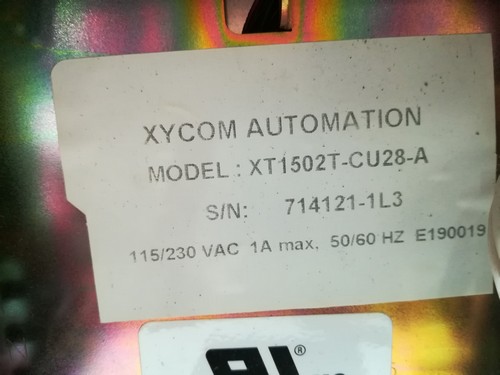 XYCOM AUTOMATION
MODEL : XT1502T-CU28-A
S/N: 714121-1L3
115/230 VAC 1A max, 50/60 HZ E190019
®